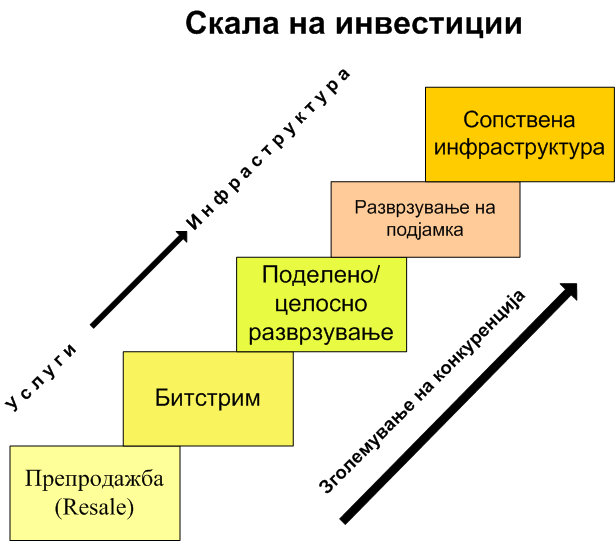 Скала на инвестиции
Сопствена
инфраструктура
Инфраструктура
Разврзување на
подјамка
Поделено/
целосно
разврзување
Услуги
Битстрим
Зголемување на конкуренција
Препродажба
(Resale)